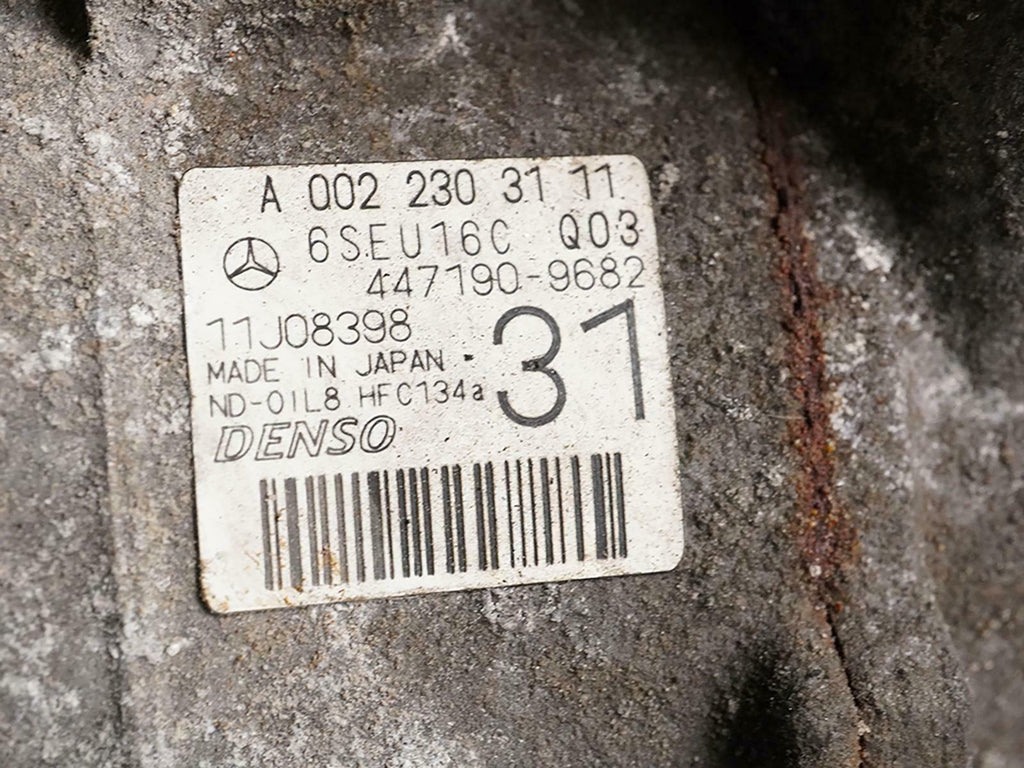 A 002 230 31 11
6SEU16C Q03
447190-9682
11J08398
31
MADE IN JAPAN
ND-OIL8 HFC134a
DENSO